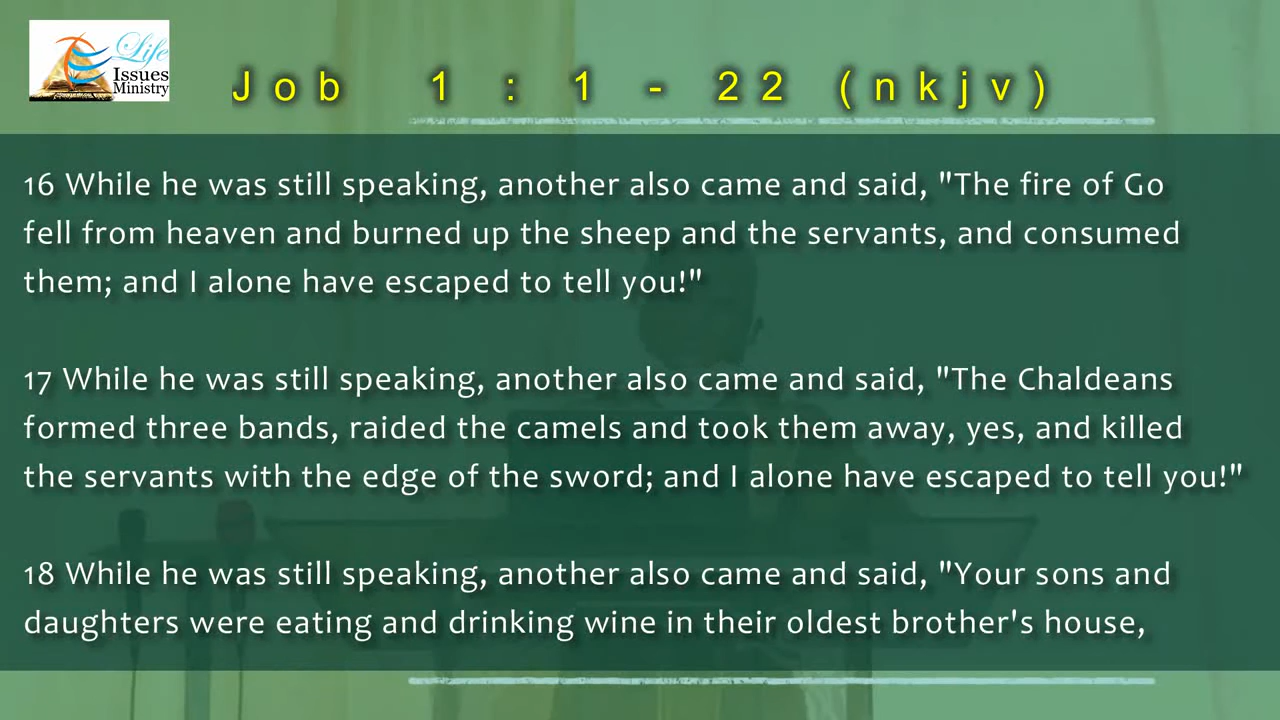 Life
Issues
Ministry
Job 1 : 1 - 22 (nkjv)
16 While he was still speaking, another also came and said, "The fire of Go
fell from heaven and burned up the sheep and the servants, and consumed
them; and I alone have escaped to tell you!"
17 While he was still speaking, another also came and said, "The Chaldeans
formed three bands, raided the camels and took them away, yes, and killed
the servants with the edge of the sword; and I alone have escaped to tell you!"
18 While he was still speaking, another also came and said, "Your sons and
daughters were eating and drinking wine in their oldest brother's house,